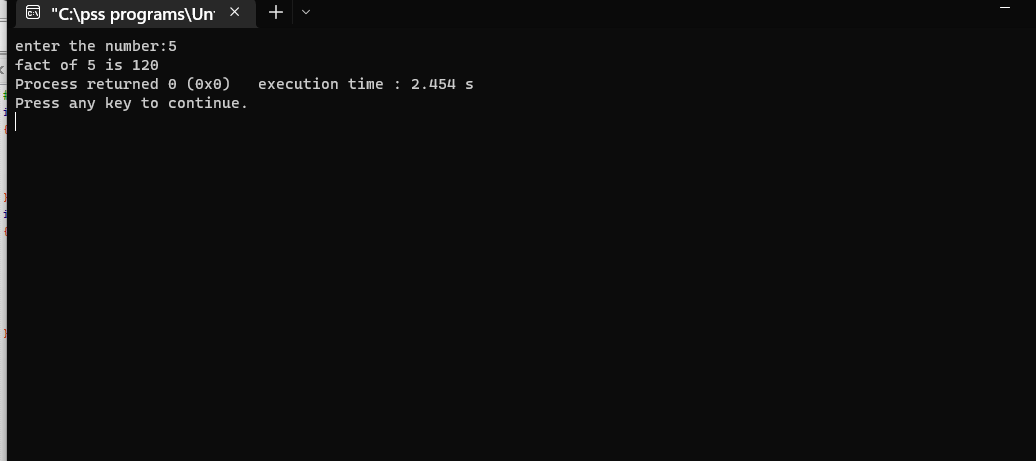 "C:\pss programs\Un
enter the number:5
fact of 5 is 120
Process returned 0 (0x0)   execution time : 2.454 s
Press any key to continue.